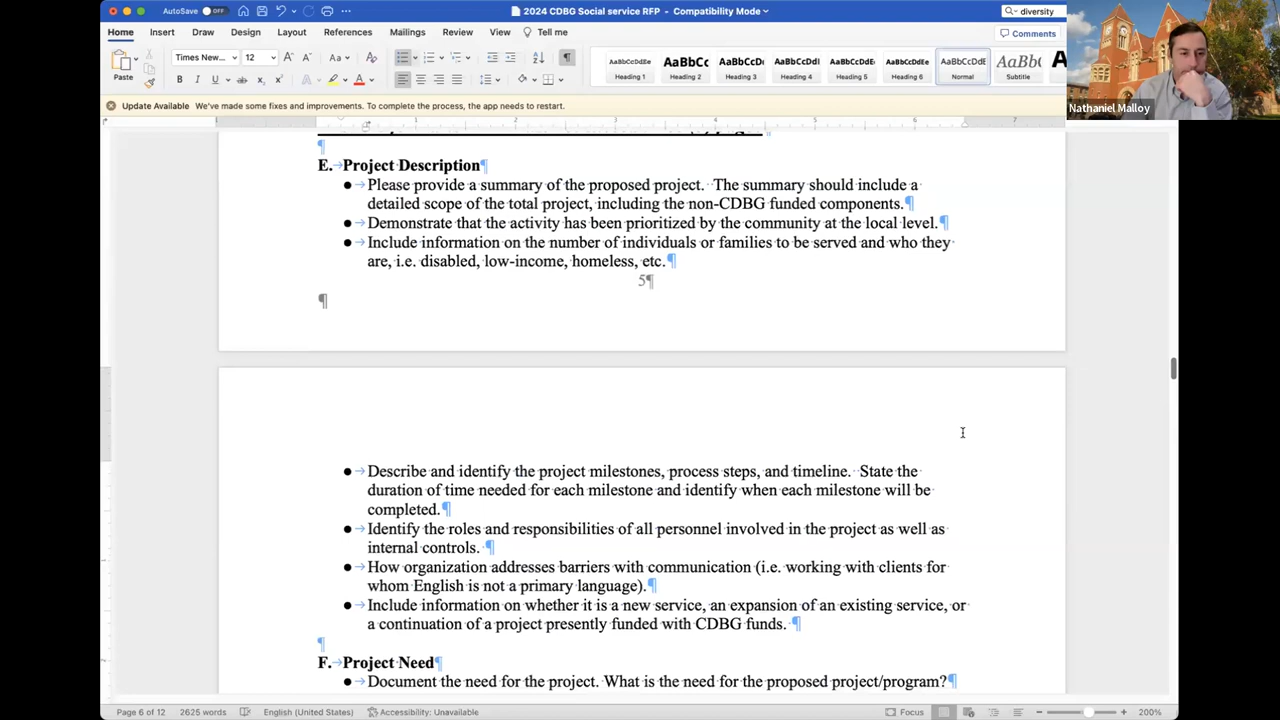 AutoSave OFF
2024 CDBG Social service RFP - Compatibility Mode
diversity
Home Insert Draw Design Layout References Mailings Review View Tell me
Comments
Paste
Times New... 12
AaBbCcDdEe Heading 1
AaBbCc Heading 2
AaBbCcD Heading 3
AaBbCcDd Heading 4
AaBbCcDdE Heading 5
AaBbCcDdE Heading 6
AaBbCcDdE Normal
AaBbCc Subtitle
Nathaniel Malloy
Update Available We've made some fixes and improvements. To complete the process, the app needs to restart.
E. Project Description
● Please provide a summary of the proposed project. The summary should include a
detailed scope of the total project, including the non-CDBG funded components.
● Demonstrate that the activity has been prioritized by the community at the local level.
● Include information on the number of individuals or families to be served and who they
are, i.e. disabled, low-income, homeless, etc.
5
● Describe and identify the project milestones, process steps, and timeline. State the
duration of time needed for each milestone and identify when each milestone will be
completed.
● Identify the roles and responsibilities of all personnel involved in the project as well as
internal controls.
● How organization addresses barriers with communication (i.e. working with clients for
whom English is not a primary language).
● Include information on whether it is a new service, an expansion of an existing service, or
a continuation of a project presently funded with CDBG funds.
F. Project Need
● Document the need for the project. What is the need for the proposed project/program?
Page 6 of 12 2625 words English (United States) Accessibility: Unavailable Focus 200%